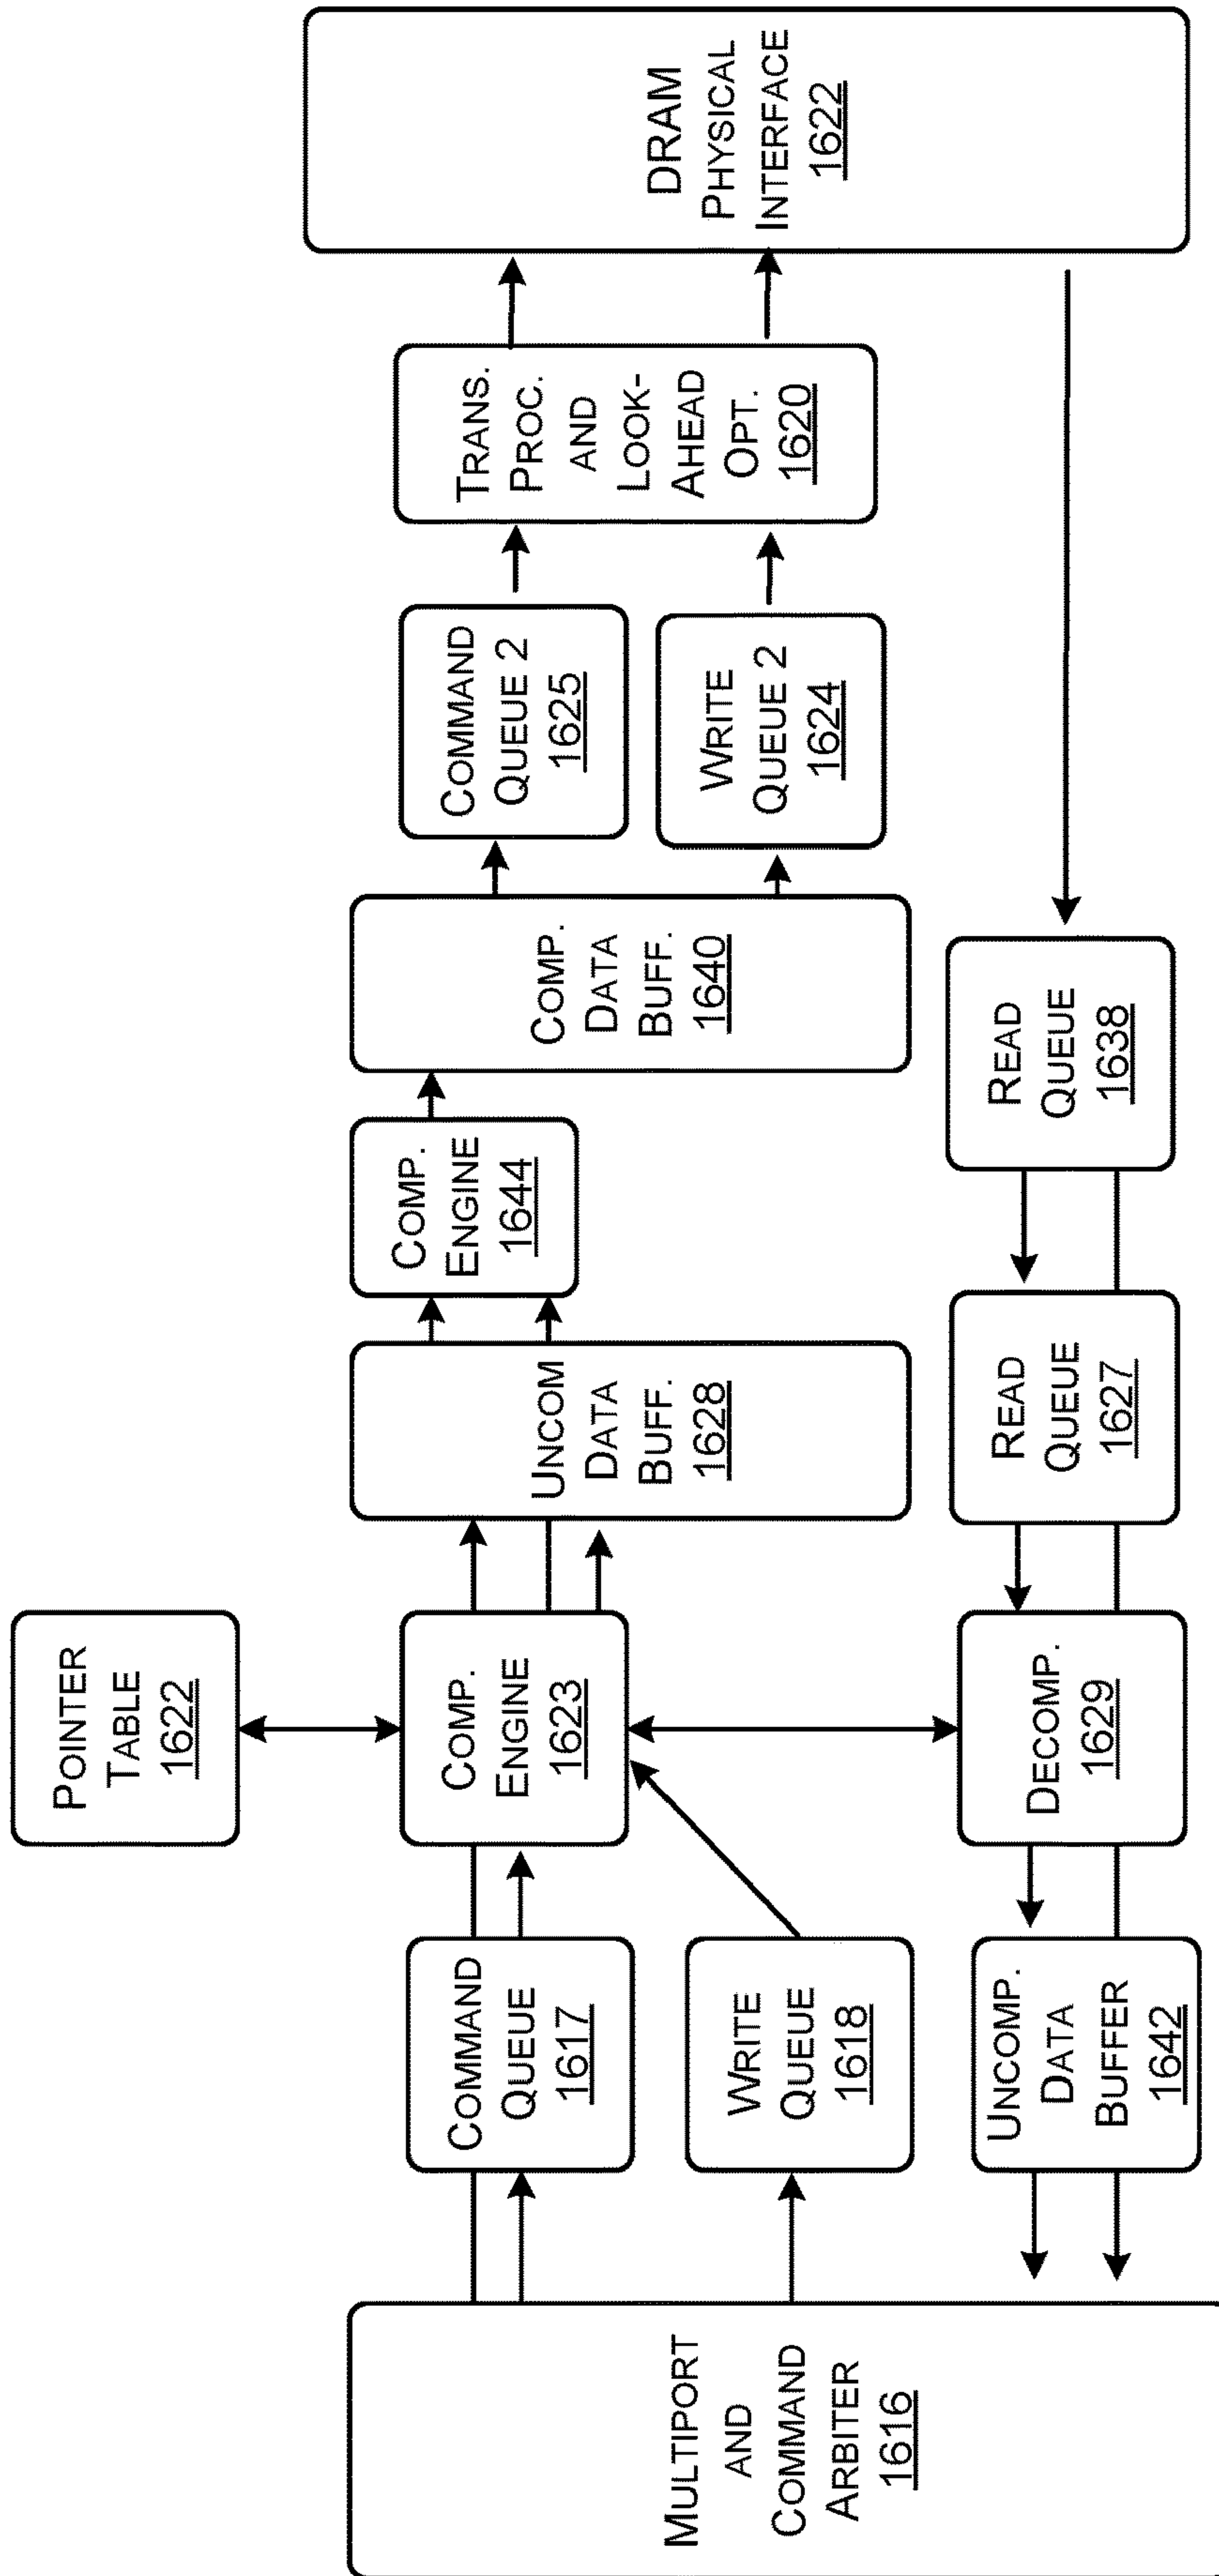 POINTER
TABLE
1622
MULTIPORT
AND
COMMAND
ARBITER
1616
COMMAND
QUEUE
1617
WRITE
QUEUE
1618
COMP.
ENGINE
1623
UNCOM
DATA
BUFF.
1628
COMP.
ENGINE
1644
COMP.
DATA
BUFF.
1640
COMMAND
QUEUE 2
1625
WRITE
QUEUE 2
1624
TRANS.
PROC.
AND
LOOK-
AHEAD
OPT.
1620
DRAM
PHYSICAL
INTERFACE
1622
UNCOMP.
DATA
BUFFER
1642
DECOMP.
1629
READ
QUEUE
1627
READ
QUEUE
1638